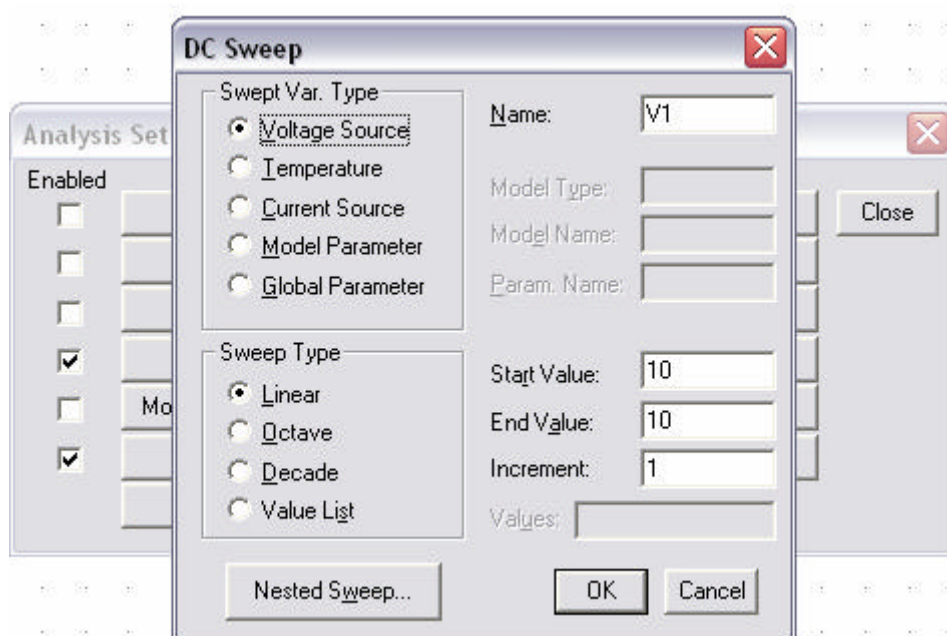 DC Sweep
Analysis Set
Enabled
Mo
Close
Swept Var. Type
Voltage Source
Temperature
Current Source
Model Parameter
Global Parameter
Name: V1
Model Type:
Model Name:
Param. Name:
Sweep Type
Linear
Octave
Decade
Value List
Start Value: 10
End Value: 10
Increment: 1
Values:
Nested Sweep...
OK
Cancel